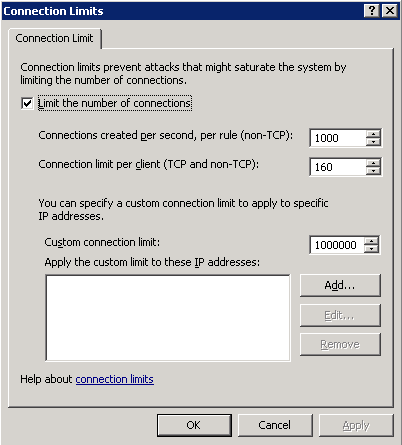 Connection Limits
Connection Limit
Connection limits prevent attacks that might saturate the system by
limiting the number of connections.
Limit the number of connections
Connections created per second, per rule (non-TCP): 1000
Connection limit per client (TCP and non-TCP): 160
You can specify a custom connection limit to apply to specific
IP addresses.
Custom connection limit: 1000000
Apply the custom limit to these IP addresses:
Add...
Edit...
Remove
Help about connection limits
OK Cancel Apply